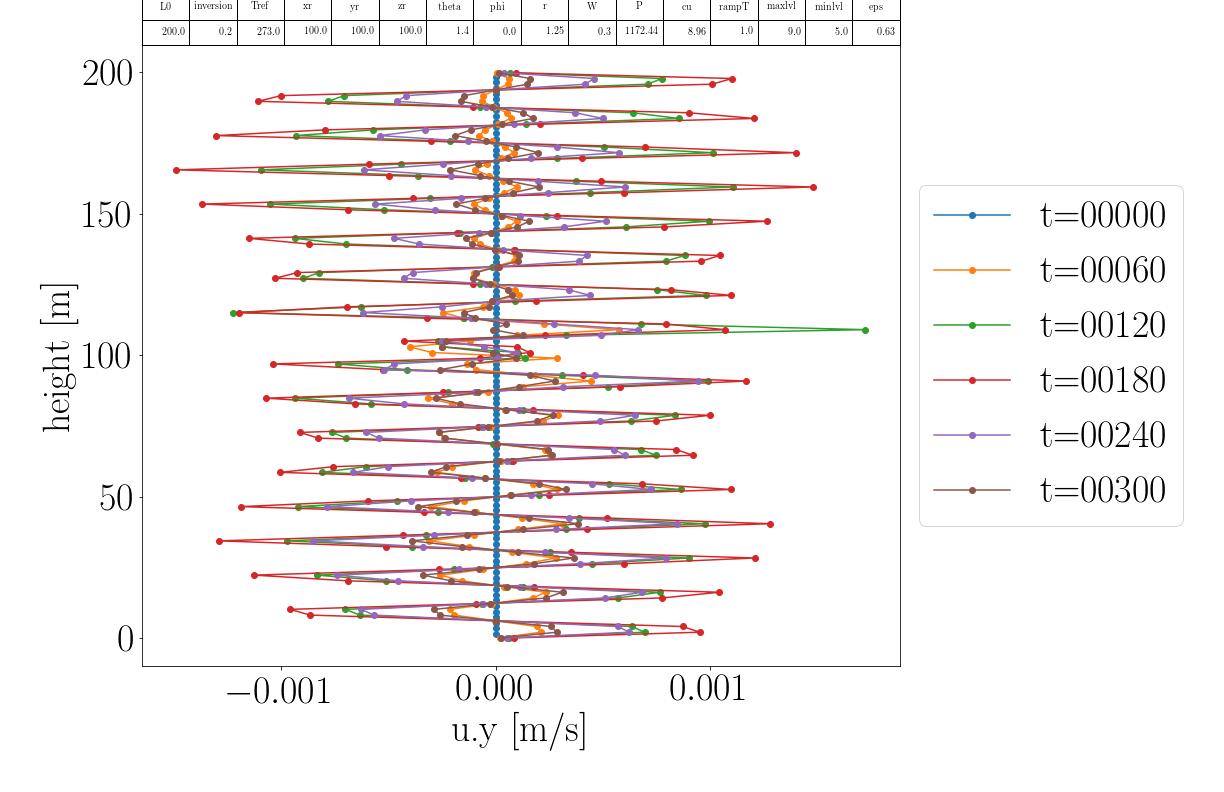 L0 inversion Tref xr yr zr theta phi r W P cu rampT maxlvl minlvl eps
200.0 0.2 273.0 100.0 100.0 100.0 1.4 0.0 1.25 0.3 1172.44 8.96 1.0 9.0 5.0 0.63
200
150
100
50
0
height [m]
−0.001 0.000 0.001
u.y [m/s]
t=00000
t=00060
t=00120
t=00180
t=00240
t=00300